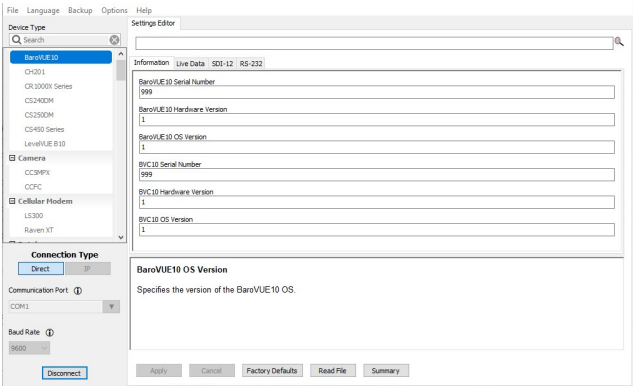 File Language Backup Options Help
Device Type
Search
BaroVUE10
CH201
CR1000X Series
CS240DM
CS250DM
CS450 Series
LevelVUE B10
Camera
CC5MPX
CCFC
Cellular Modem
LS300
Raven XT
Connection Type
Direct IP
Communication Port
COM1
Baud Rate
9600
Disconnect
Settings Editor
Information Live Data SDI-12 RS-232
BaroVUE10 Serial Number
999
BaroVUE10 Hardware Version
1
BaroVUE10 OS Version
1
BVC10 Serial Number
999
BVC10 Hardware Version
1
BVC10 OS Version
1
BaroVUE10 OS Version
Specifies the version of the BaroVUE10 OS.
Apply Cancel Factory Defaults Read File Summary